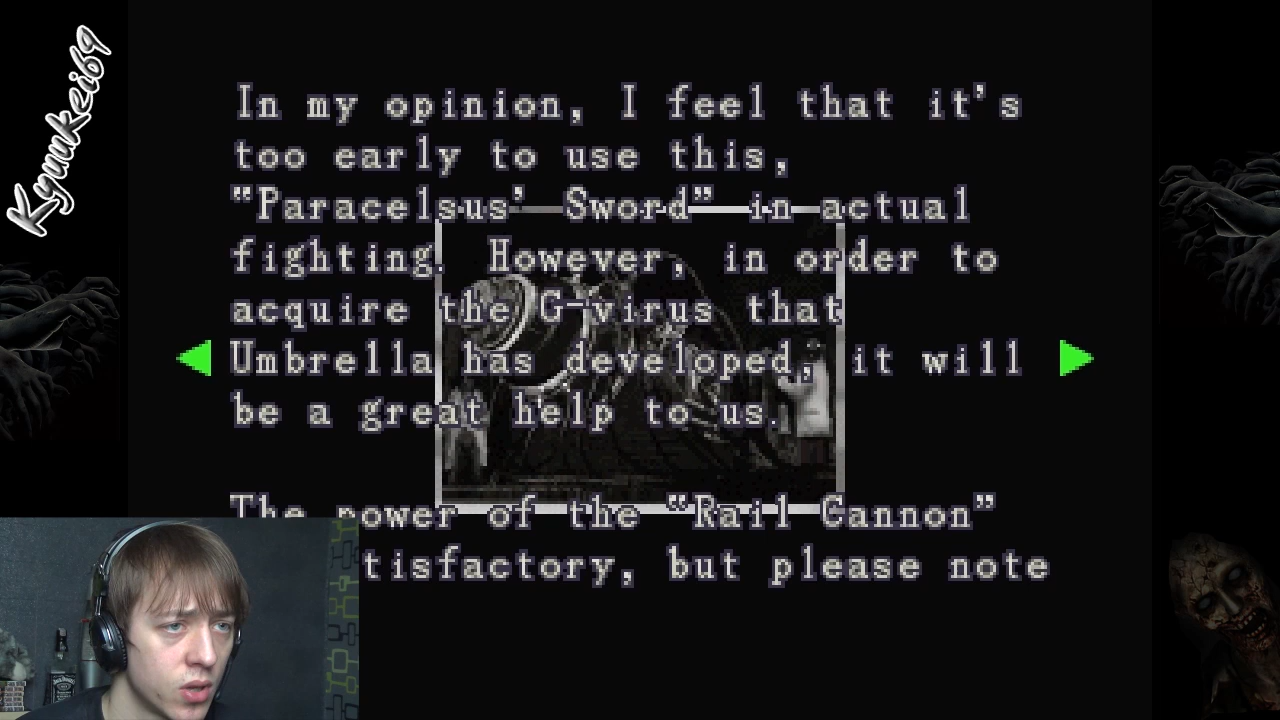 Kyuukei69
In my opinion, I feel that it's
too early to use this,
"Paracelsus' Sword" in actual
fighting. However, in order to
acquire the G-virus that
Umbrella has developed, it will
be a great help to us.
The power of the "Rail Cannon"
tisfactory, but please note